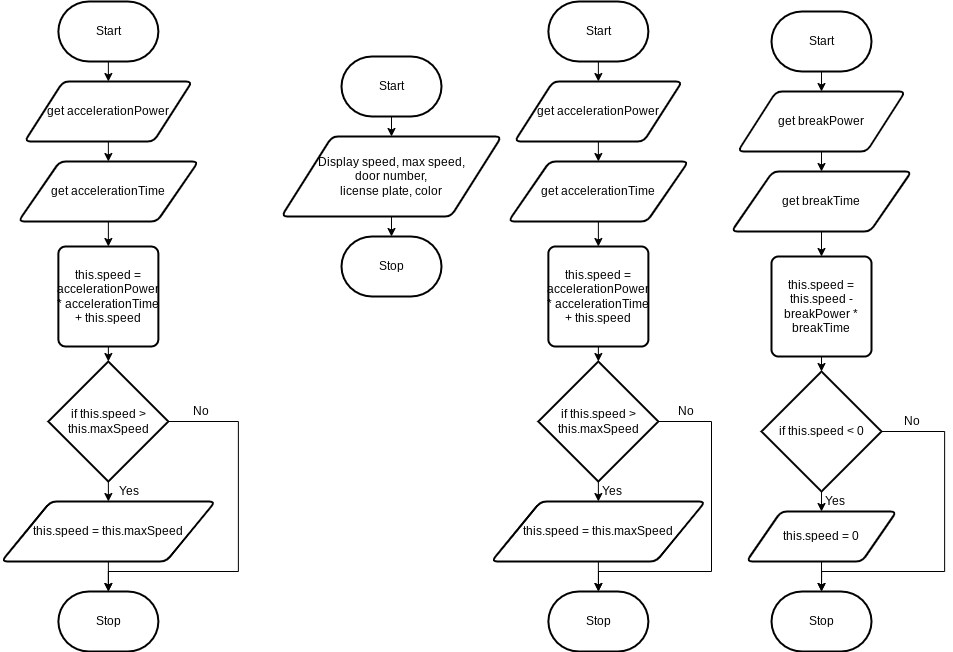 Start
get accelerationPower
get accelerationTime
this.speed =
accelerationPower
* accelerationTime
+ this.speed
if this.speed >
this.maxSpeed
No
Yes
this.speed = this.maxSpeed
Stop
Start
Display speed, max speed,
door number,
license plate, color
Stop
Start
get accelerationPower
get accelerationTime
this.speed =
accelerationPower
* accelerationTime
+ this.speed
if this.speed >
this.maxSpeed
No
Yes
this.speed = this.maxSpeed
Stop
Start
get breakPower
get breakTime
this.speed =
this.speed -
breakPower *
breakTime
if this.speed < 0
No
Yes
this.speed = 0
Stop